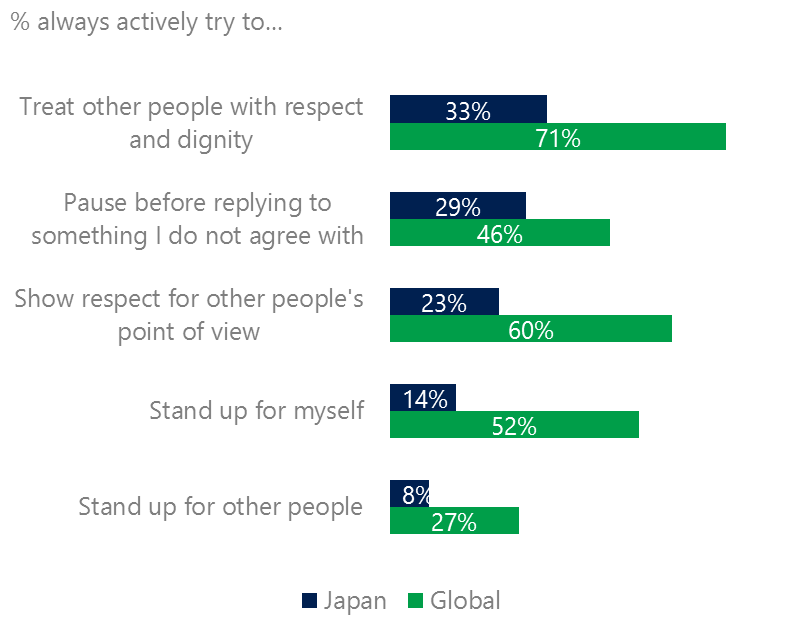 % always actively try to...
Treat other people with respect
and dignity
33%
71%
Pause before replying to
something I do not agree with
29%
46%
Show respect for other people's
point of view
23%
60%
Stand up for myself
14%
52%
Stand up for other people
8%
27%
Japan Global